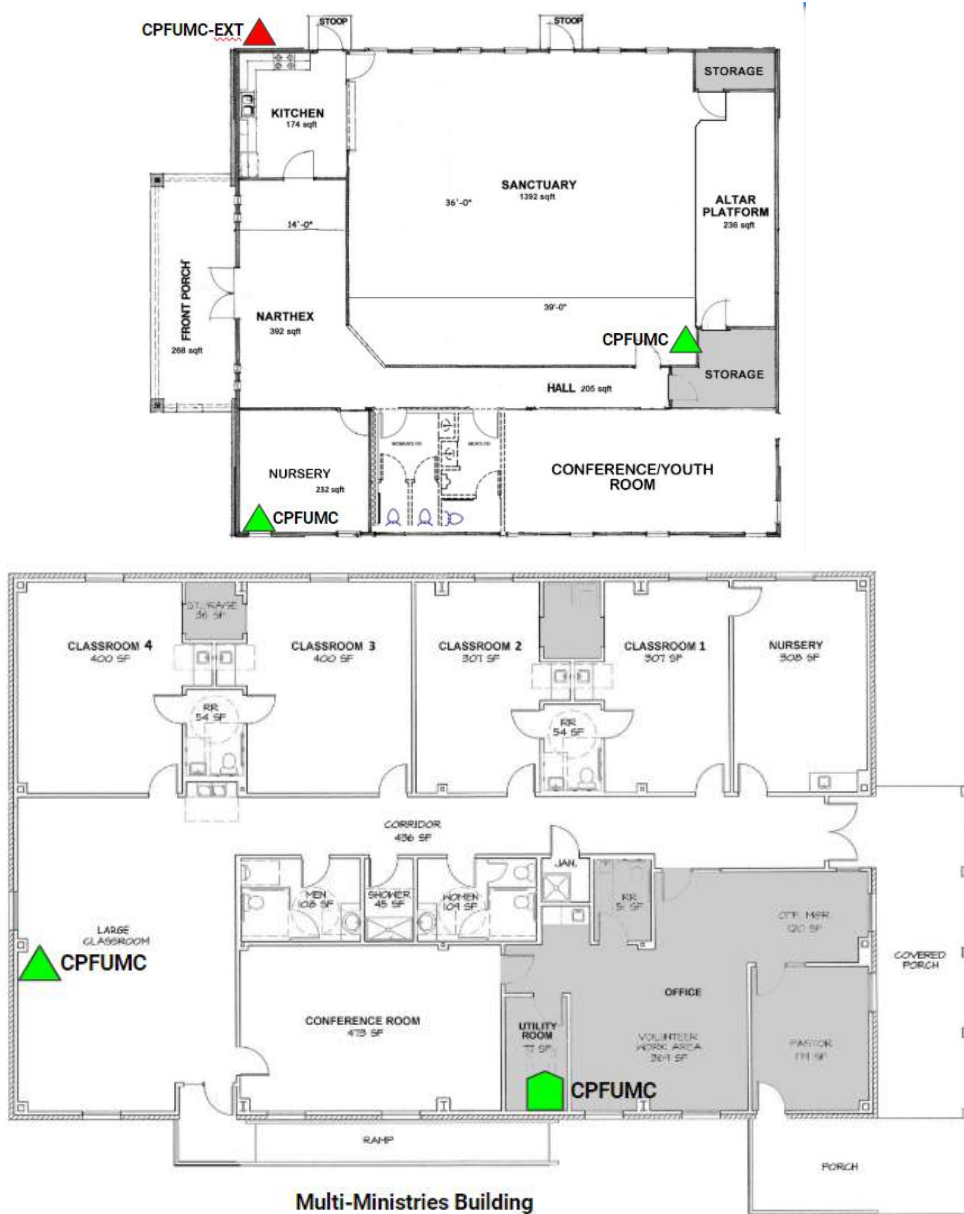 CPFUMC-EXT
STOOP
STOOP
STORAGE
KITCHEN
174 sqft
SANCTUARY
1392 sqft
36'-0"
ALTAR
PLATFORM
236 sqft
14'-0"
FRONT PORCH
268 sqft
NARTHEX
392 sqft
39'-0"
CPFUMC
STORAGE
HALL 205 sqft
NURSERY
232 sqft
CPFUMC
CONFERENCE/YOUTH
ROOM
STORAGE
36 SF
CLASSROOM 4
400 SF
CLASSROOM 3
400 SF
CLASSROOM 2
307 SF
CLASSROOM 1
307 SF
NURSERY
308 SF
RR
54 SF
RR
54 SF
CORRIDOR
436 SF
JAN.
MEN
108 SF
SHOWER
45 SF
WOMEN
109 SF
RR
51 SF
OFF. MGR.
120 SF
LARGE
CLASSROOM
CPFUMC
COVERED
PORCH
CONFERENCE ROOM
473 SF
OFFICE
UTILITY
ROOM
77 SF
VOLUNTEER
WORK AREA
369 SF
PASTOR
179 SF
CPFUMC
RAMP
PORCH
Multi-Ministries Building